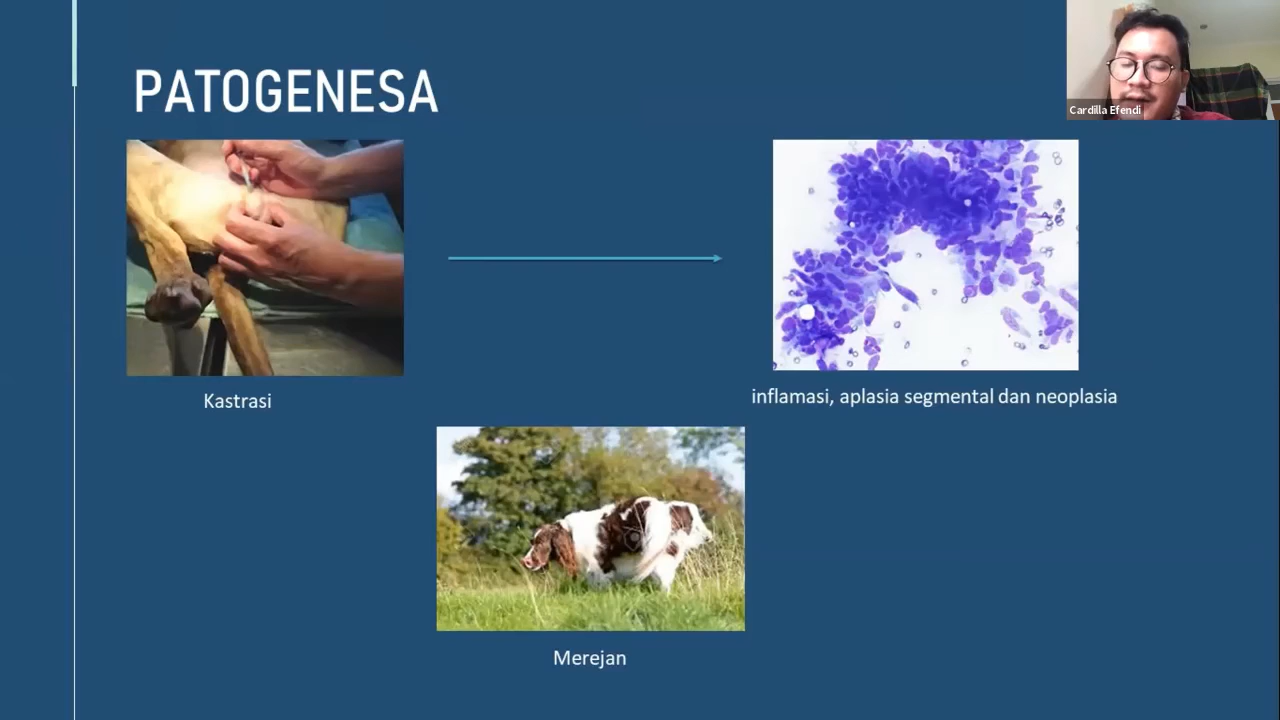 PATOGENESA
Cardilla Efendi
Kastrasi
inflamasi, aplasia segmental dan neoplasia
Merejan